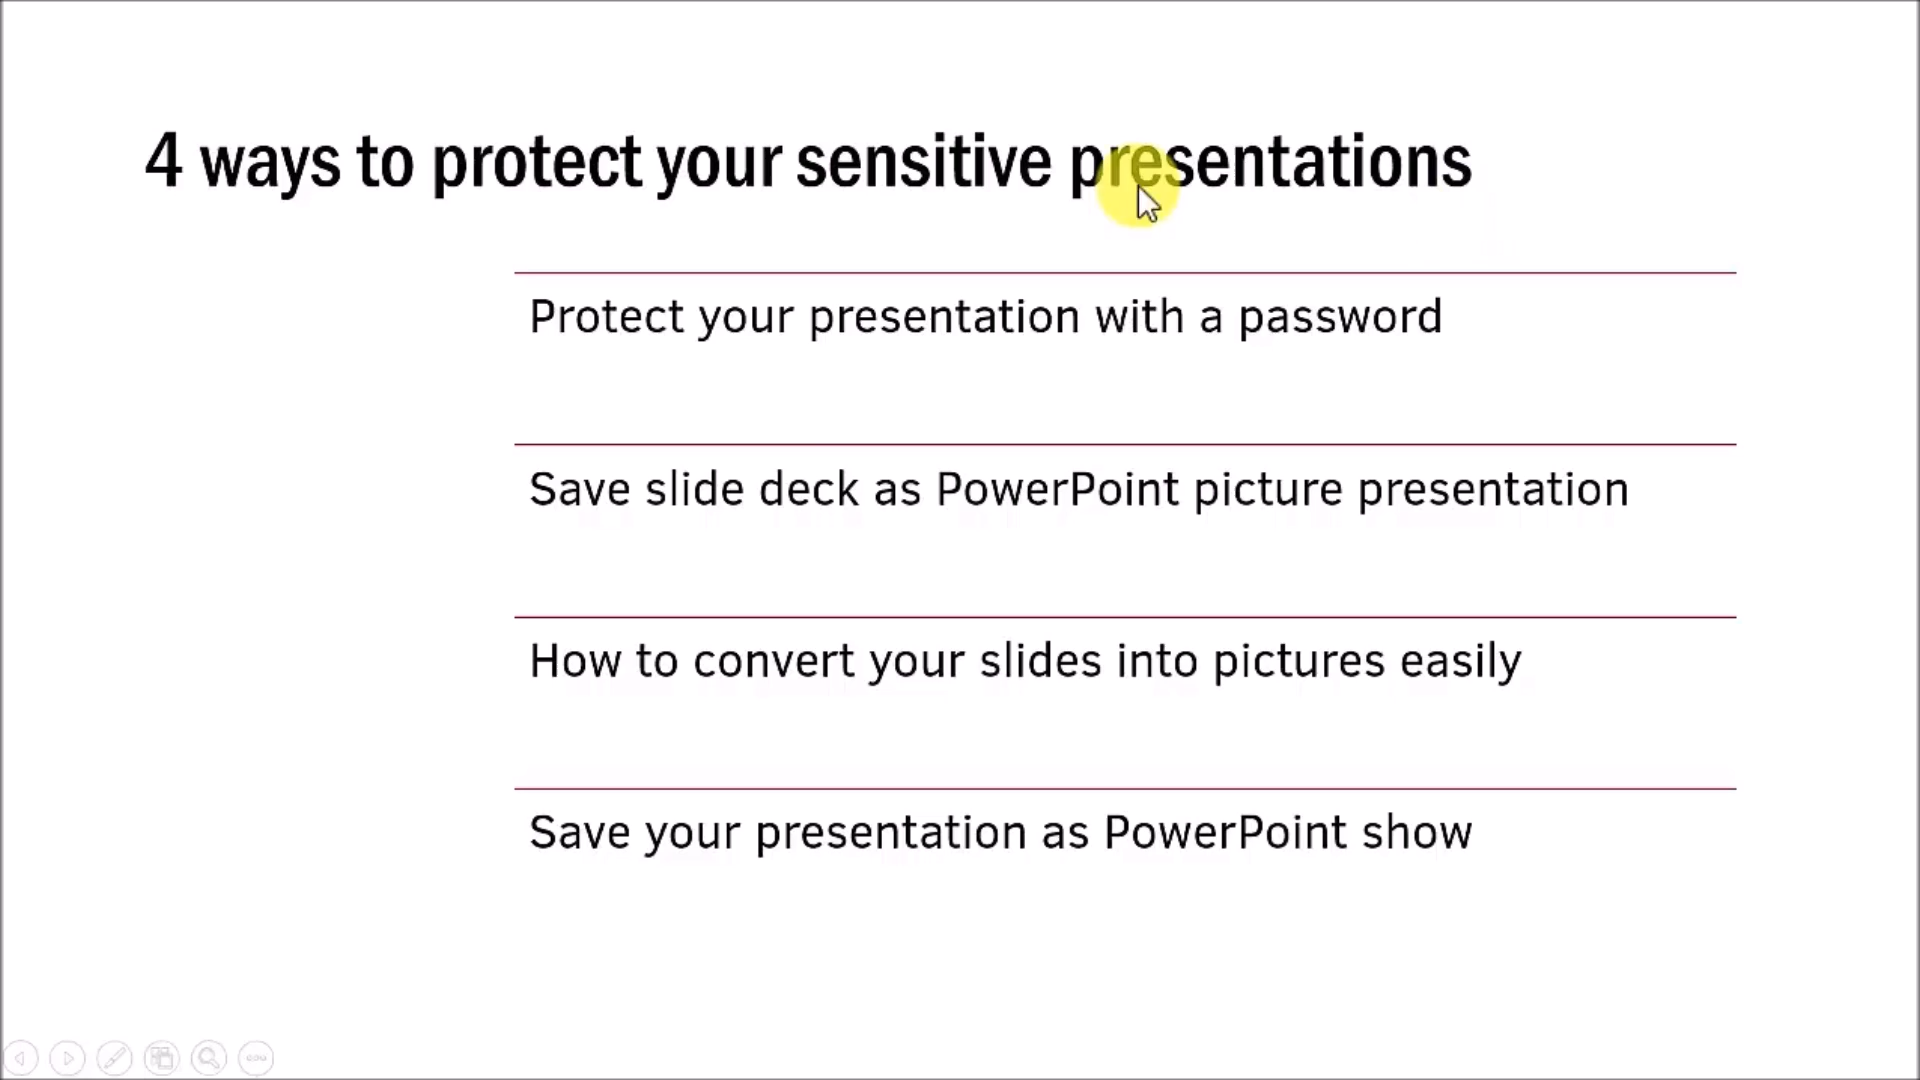 4 ways to protect your sensitive presentations
Protect your presentation with a password
Save slide deck as PowerPoint picture presentation
How to convert your slides into pictures easily
Save your presentation as PowerPoint show